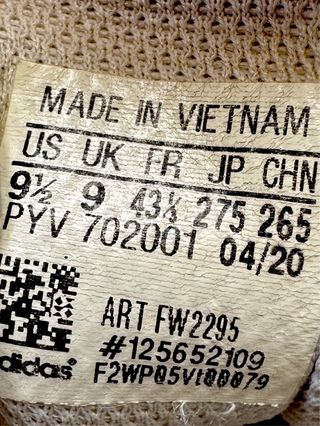 MADE IN VIETNAM
US UK FR JP CHN
9½ 9 43⅓ 275 265
PYV 702001 04/20
ART FW2295
#125652109
adidas® F2WP05VI00079